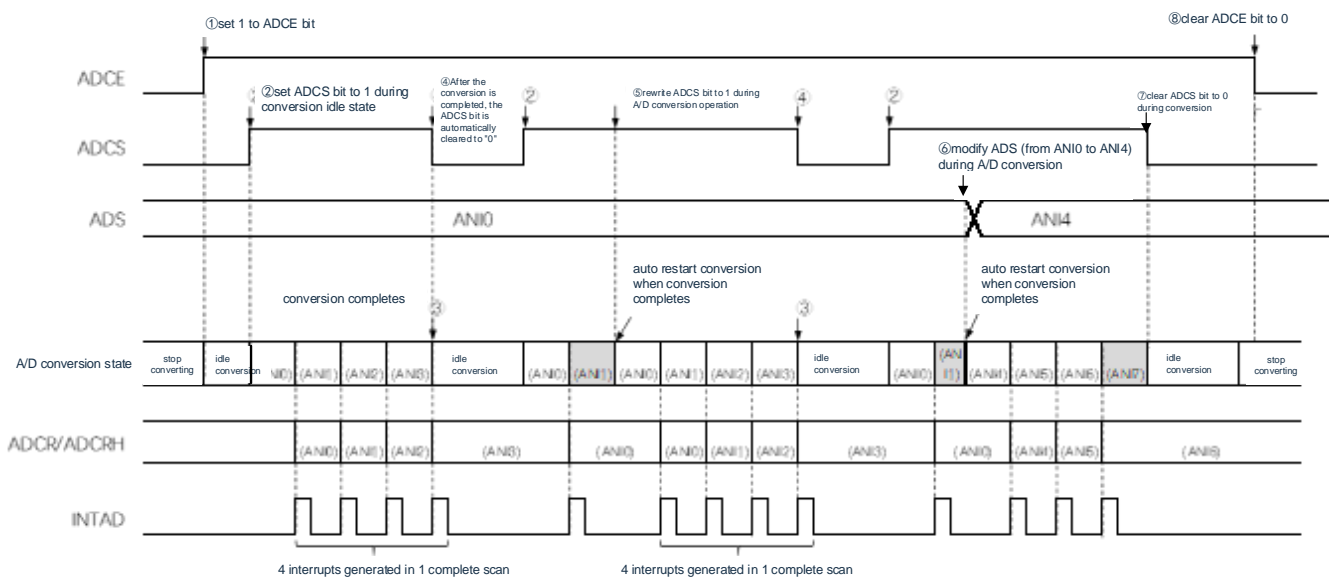 ①set 1 to ADCE bit
⑧clear ADCE bit to 0
ADCE
②set ADCS bit to 1 during
conversion idle state
④After the
conversion is
completed, the
ADCS bit is
automatically
cleared to "0"
②
⑤rewrite ADCS bit to 1 during
A/D conversion operation
④
②
⑦clear ADCS bit to 0
during conversion
ADCS
⑥modify ADS (from ANI0 to ANI4)
during A/D conversion
ADS
ANI0
ANI4
conversion completes
③
auto restart conversion
when conversion
completes
③
auto restart conversion
when conversion
completes
A/D conversion state
stop
converting
idle
conversion
(ANI1) (ANI2) (ANI3)
idle
conversion
(ANI0) (ANI1) (ANI0) (ANI1) (ANI2) (ANI3)
idle
conversion
(ANI0) (ANI4) (ANI5) (ANI6) (ANI7)
idle
conversion
stop
converting
ADCR/ADCRH
(ANI0) (ANI1) (ANI2) (ANI3) (ANI0) (ANI0) (ANI1) (ANI2) (ANI3) (ANI0) (ANI4) (ANI5) (ANI6)
INTAD
4 interrupts generated in 1 complete scan
4 interrupts generated in 1 complete scan